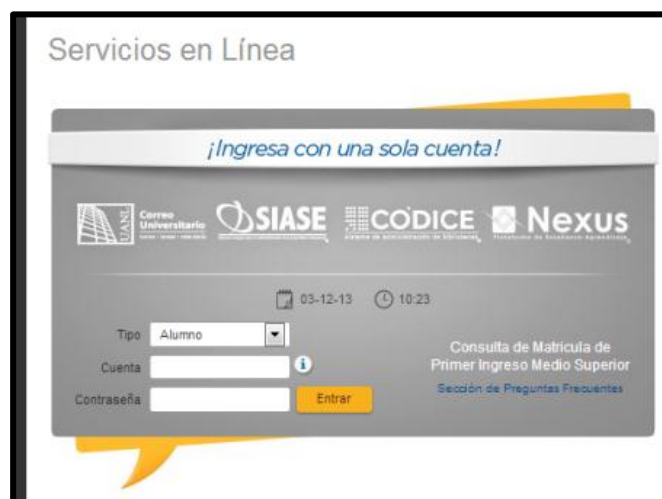 Servicios en Línea
¡Ingresa con una sola cuenta!
UANL
Correo
Universitario
SIASE
CÓDICE
Nexus
03-12-13 10:23
Tipo Alumno
Cuenta
Contraseña Entrar
Consulta de Matricula de
Primer Ingreso Medio Superior
Sección de Preguntas Frecuentes